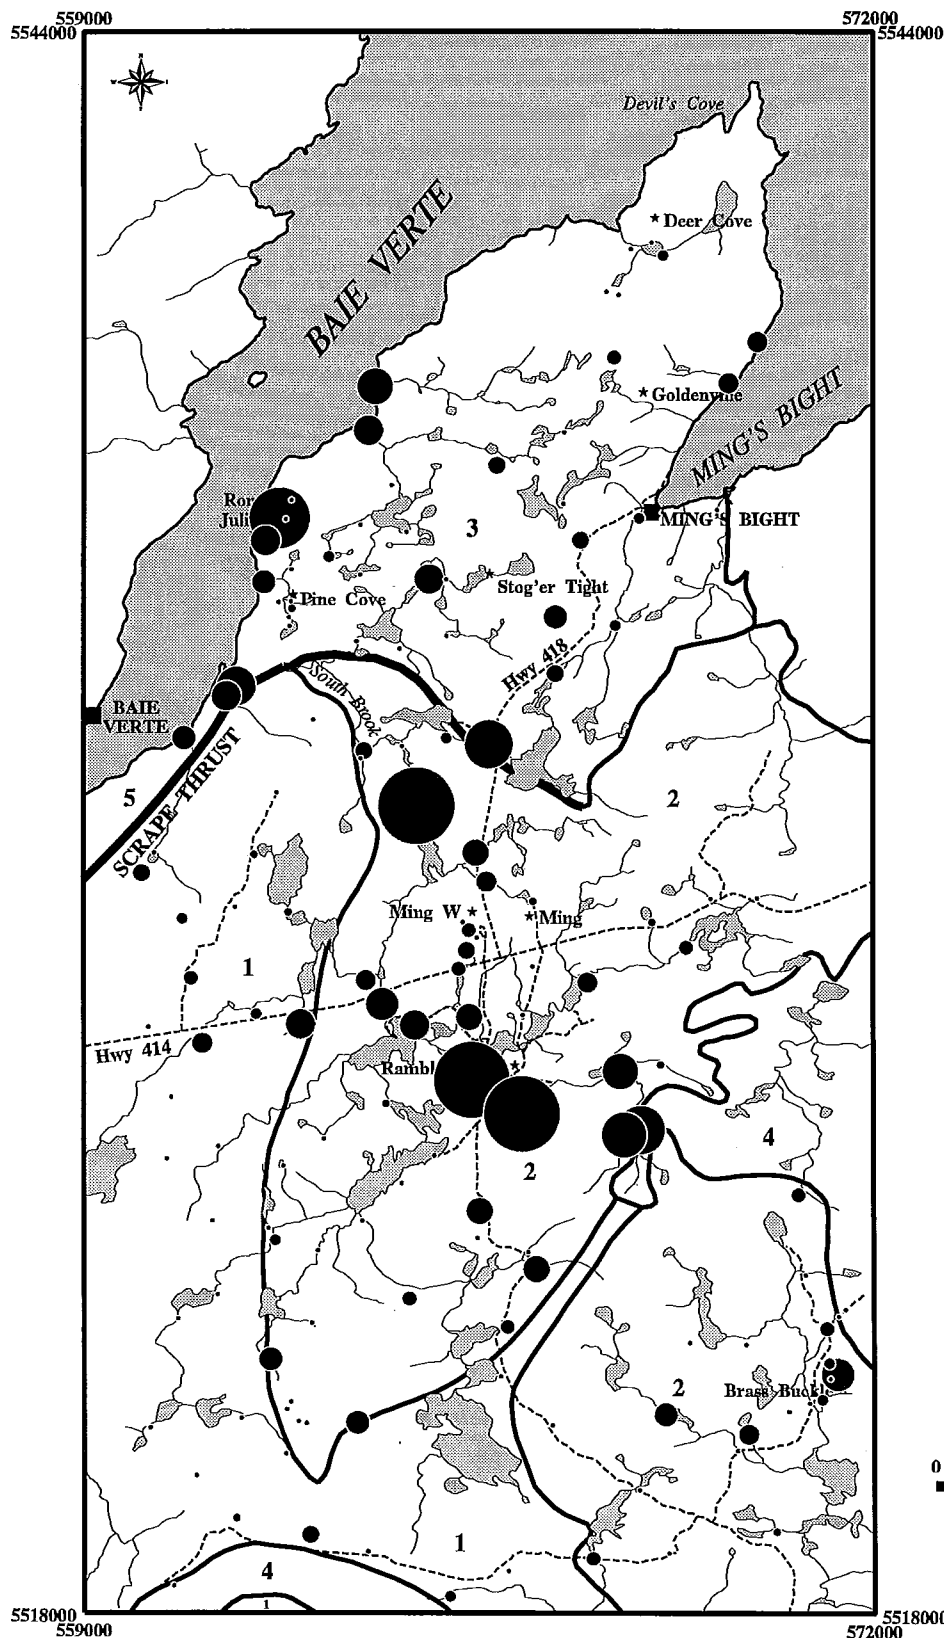 559000
572000
5544000
5544000
Devil's Cove
Deer Cove
BAIE VERTE
Goldenville
MING'S BIGHT
3
MING'S BIGHT
Stog'er Tight
Pine Cove
Hwy 418
South Brook
BAIE
VERTE
5
SCRAPE THRUST
2
Ming W
Ming
1
Hwy 414
4
2
2
Brass Buckle
0
1
4
1
5518000
5518000
559000
572000